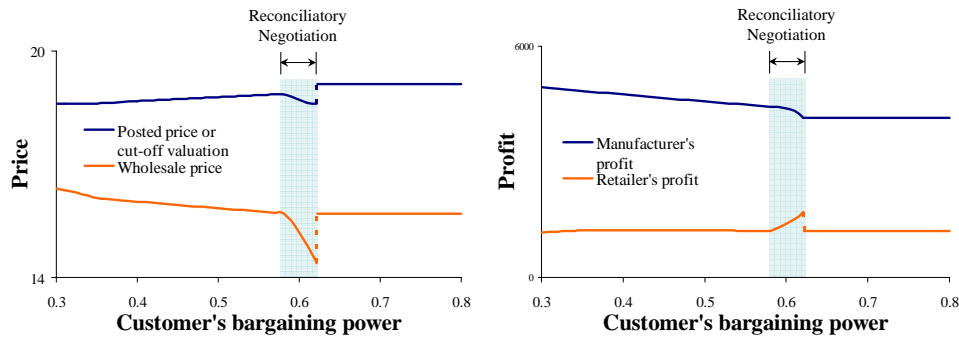 Reconciliatory
Negotiation
20
Price
Posted price or
cut-off valuation
Wholesale price
14
0.3 0.4 0.5 0.6 0.7 0.8
Customer's bargaining power
Reconciliatory
Negotiation
6000
Profit
Manufacturer's
profit
Retailer's profit
0
0.3 0.4 0.5 0.6 0.7 0.8
Customer's bargaining power